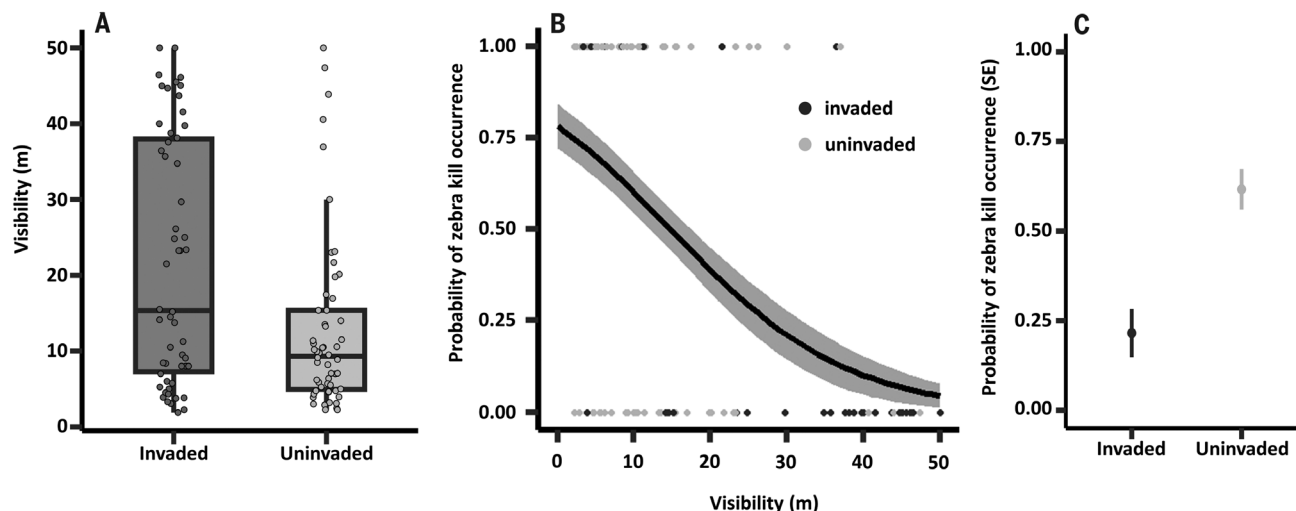 A
Visibility (m)
50
40
30
20
10
0
Invaded
Uninvaded
B
Probability of zebra kill occurrence
1.00
0.75
0.50
0.25
0.00
invaded
uninvaded
0
10
20
30
40
50
Visibility (m)
C
Probability of zebra kill occurrence (SE)
1.00
0.75
0.50
0.25
0.00
Invaded
Uninvaded